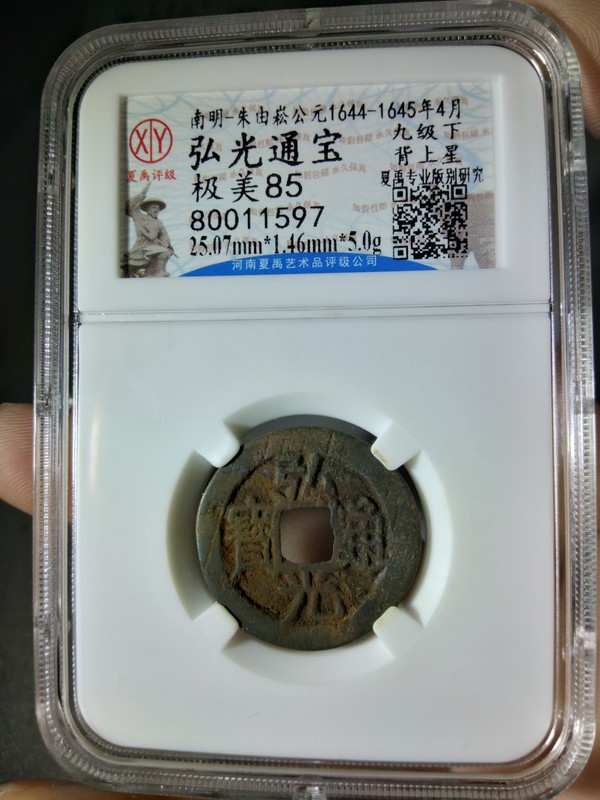 南明-朱由崧公元1644-1645年4月
XY
夏禹评级
弘光通宝
九级下
背上星
极美85
夏禹专业版别研究
80011597
25.07mm*1.46mm*5.0g
河南夏禹艺术品评级公司
弘
光
通
寶